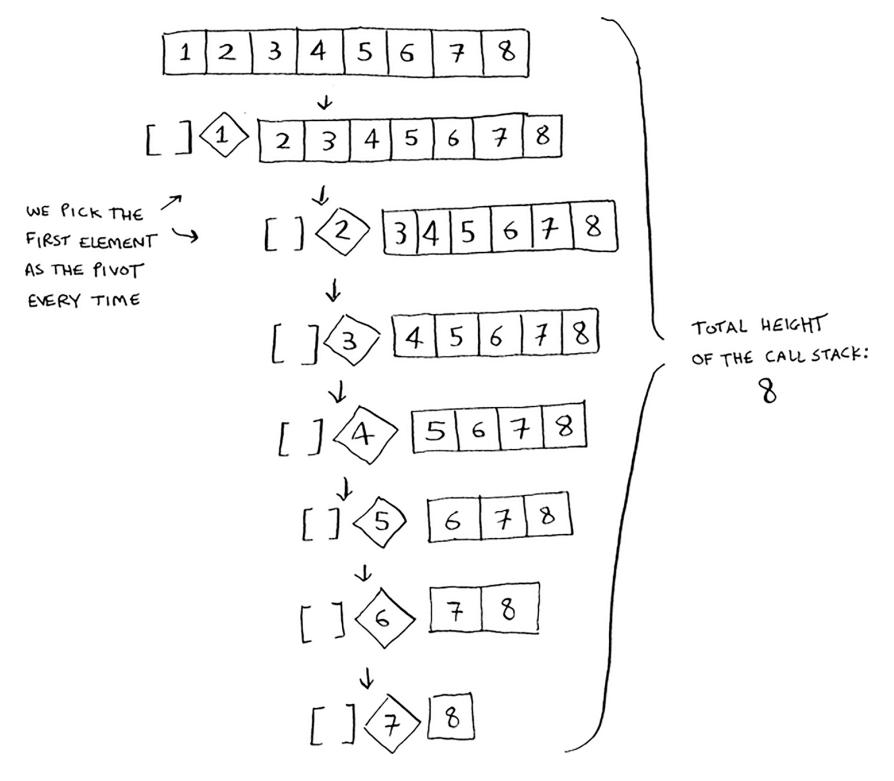 1 2 3 4 5 6 7 8
[ ] 1 2 3 4 5 6 7 8
[ ] 2 3 4 5 6 7 8
WE PICK THE
FIRST ELEMENT
AS THE PIVOT
EVERY TIME
[ ] 3 4 5 6 7 8
[ ] 4 5 6 7 8
[ ] 5 6 7 8
[ ] 6 7 8
[ ] 7 8
TOTAL HEIGHT
OF THE CALL STACK:
8